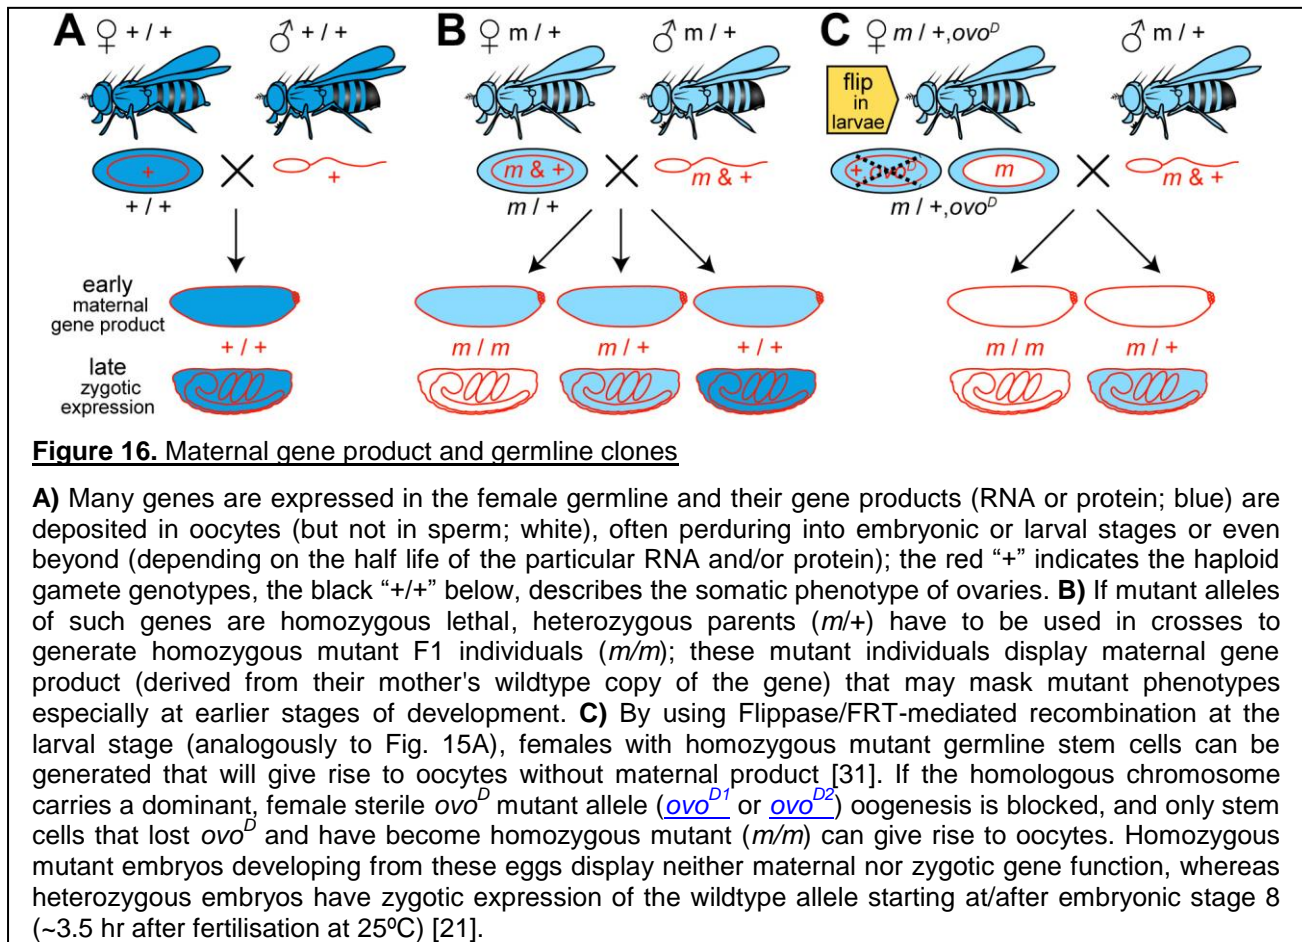 A ♀ + / + ♂ + / + B ♀ m / + ♂ m / + C ♀ m / +, ovoD ♂ m / +
flip
in
larvae
+ + m & + m & + + ovoD m m & +
+ / + m / + m / +, ovoD
early
maternal
gene product
+ / + m / m m / + + / + m / m m / +
late
zygotic
expression
Figure 16. Maternal gene product and germline clones
A) Many genes are expressed in the female germline and their gene products (RNA or protein; blue) are
deposited in oocytes (but not in sperm; white), often perduring into embryonic or larval stages or even
beyond (depending on the half life of the particular RNA and/or protein); the red “+” indicates the haploid
gamete genotypes, the black “+/+” below, describes the somatic phenotype of ovaries. B) If mutant alleles
of such genes are homozygous lethal, heterozygous parents (m/+) have to be used in crosses to
generate homozygous mutant F1 individuals (m/m); these mutant individuals display maternal gene
product (derived from their mother's wildtype copy of the gene) that may mask mutant phenotypes
especially at earlier stages of development. C) By using Flippase/FRT-mediated recombination at the
larval stage (analogously to Fig. 15A), females with homozygous mutant germline stem cells can be
generated that will give rise to oocytes without maternal product [31]. If the homologous chromosome
carries a dominant, female sterile ovoD mutant allele (ovoD1 or ovoD2) oogenesis is blocked, and only stem
cells that lost ovoD and have become homozygous mutant (m/m) can give rise to oocytes. Homozygous
mutant embryos developing from these eggs display neither maternal nor zygotic gene function, whereas
heterozygous embryos have zygotic expression of the wildtype allele starting at/after embryonic stage 8
(~3.5 hr after fertilisation at 25ºC) [21].